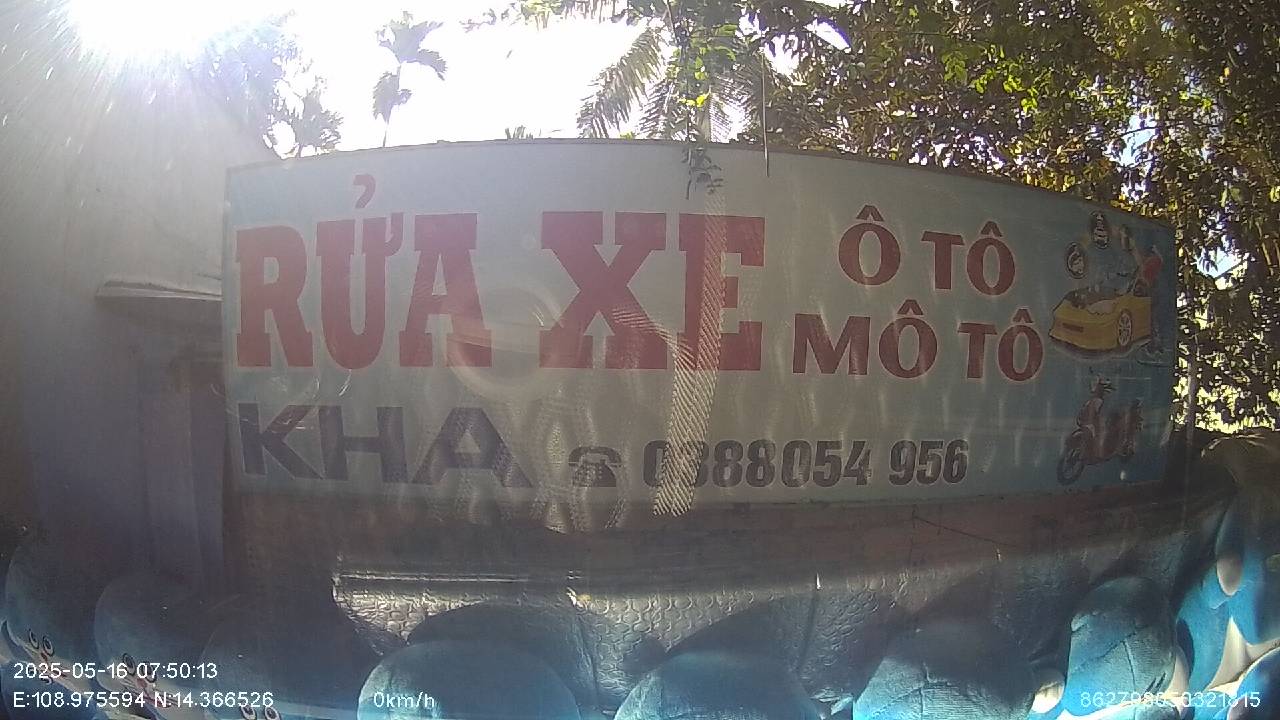 RỬA XE
Ô TÔ
MÔ TÔ
KHA
0388054 956
2025-05-16 07:50:13
E:108.975594 N:14.366526
0km/h
862798050321815